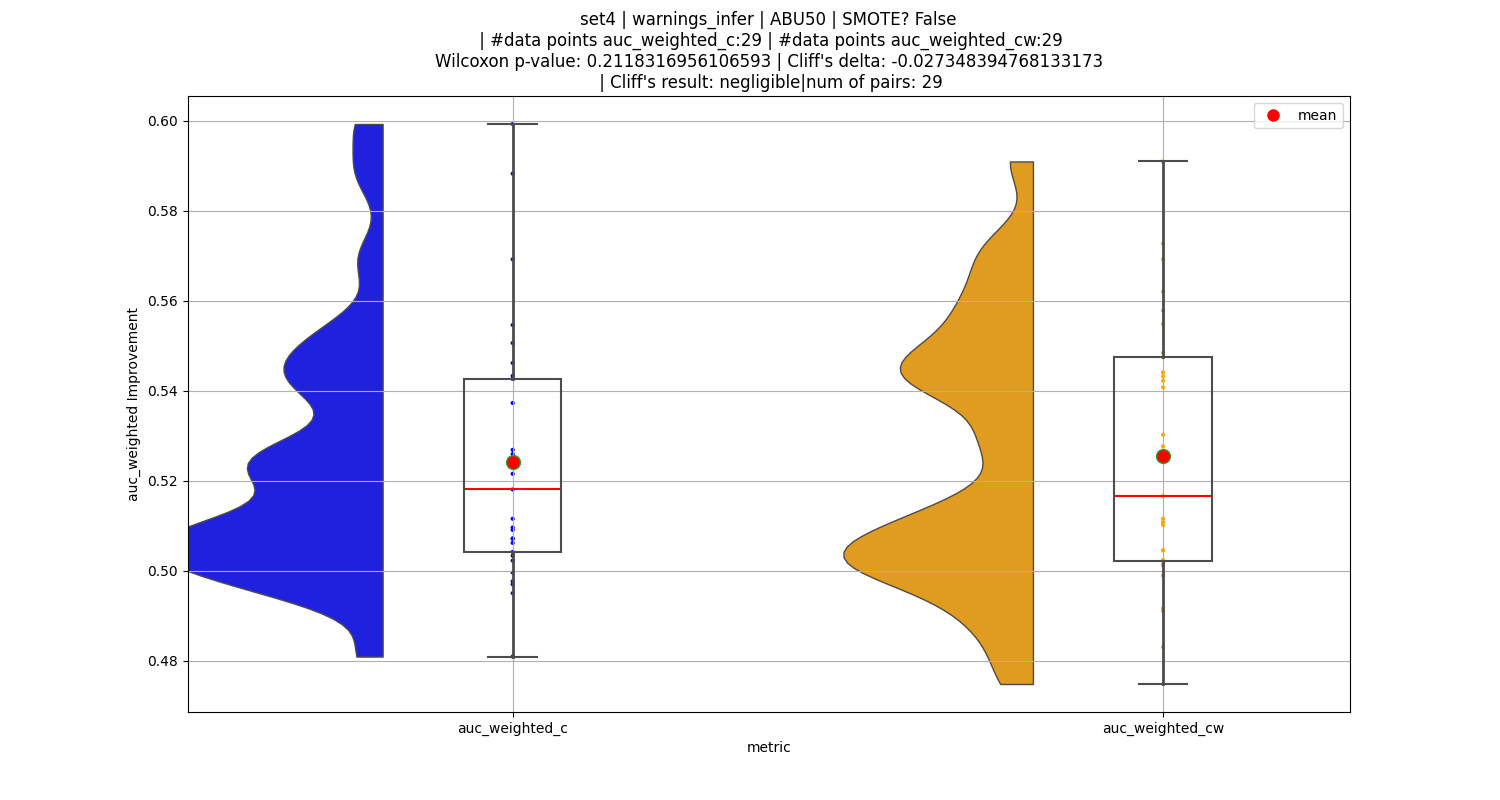 set4 | warnings_infer | ABU50 | SMOTE? False
| #data points auc_weighted_c:29 | #data points auc_weighted_cw:29
Wilcoxon p-value: 0.2118316956106593 | Cliff's delta: -0.027348394768133173
| Cliff's result: negligible|num of pairs: 29
mean
0.60
0.58
0.56
0.54
0.52
0.50
0.48
auc_weighted Improvement
auc_weighted_c
auc_weighted_cw
metric